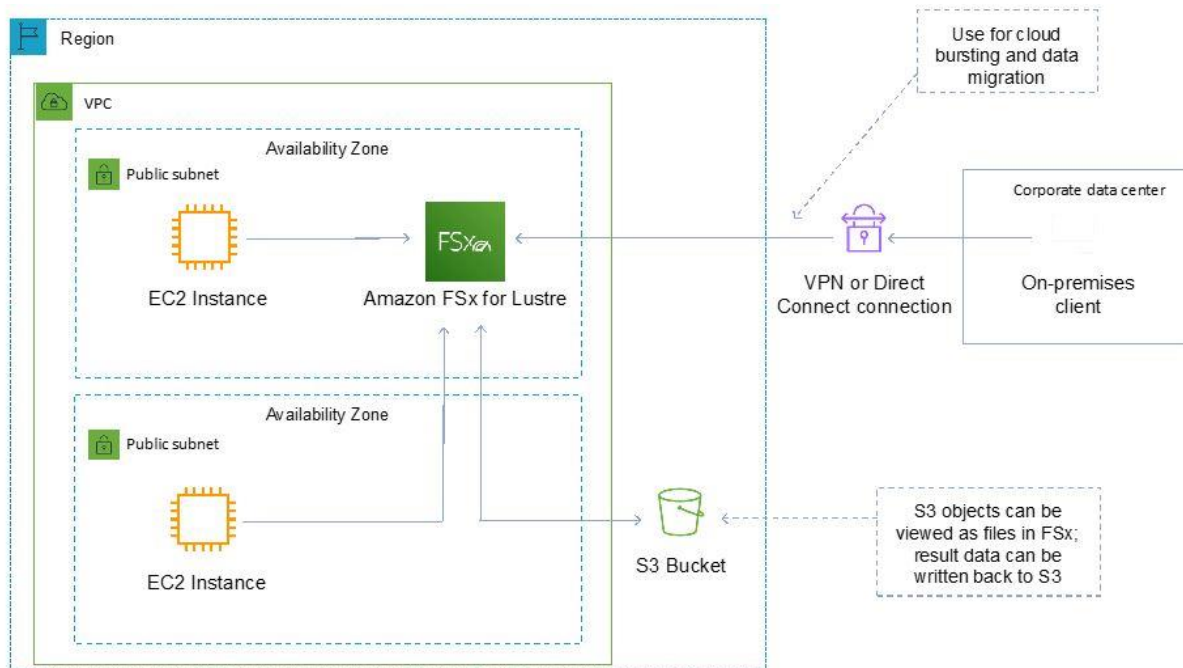 Region
VPC
Availability Zone
Public subnet
EC2 Instance
FSx
Amazon FSx for Lustre
Availability Zone
Public subnet
EC2 Instance
S3 Bucket
Use for cloud
bursting and data
migration
VPN or Direct
Connect connection
Corporate data center
On-premises
client
S3 objects can be
viewed as files in FSx;
result data can be
written back to S3